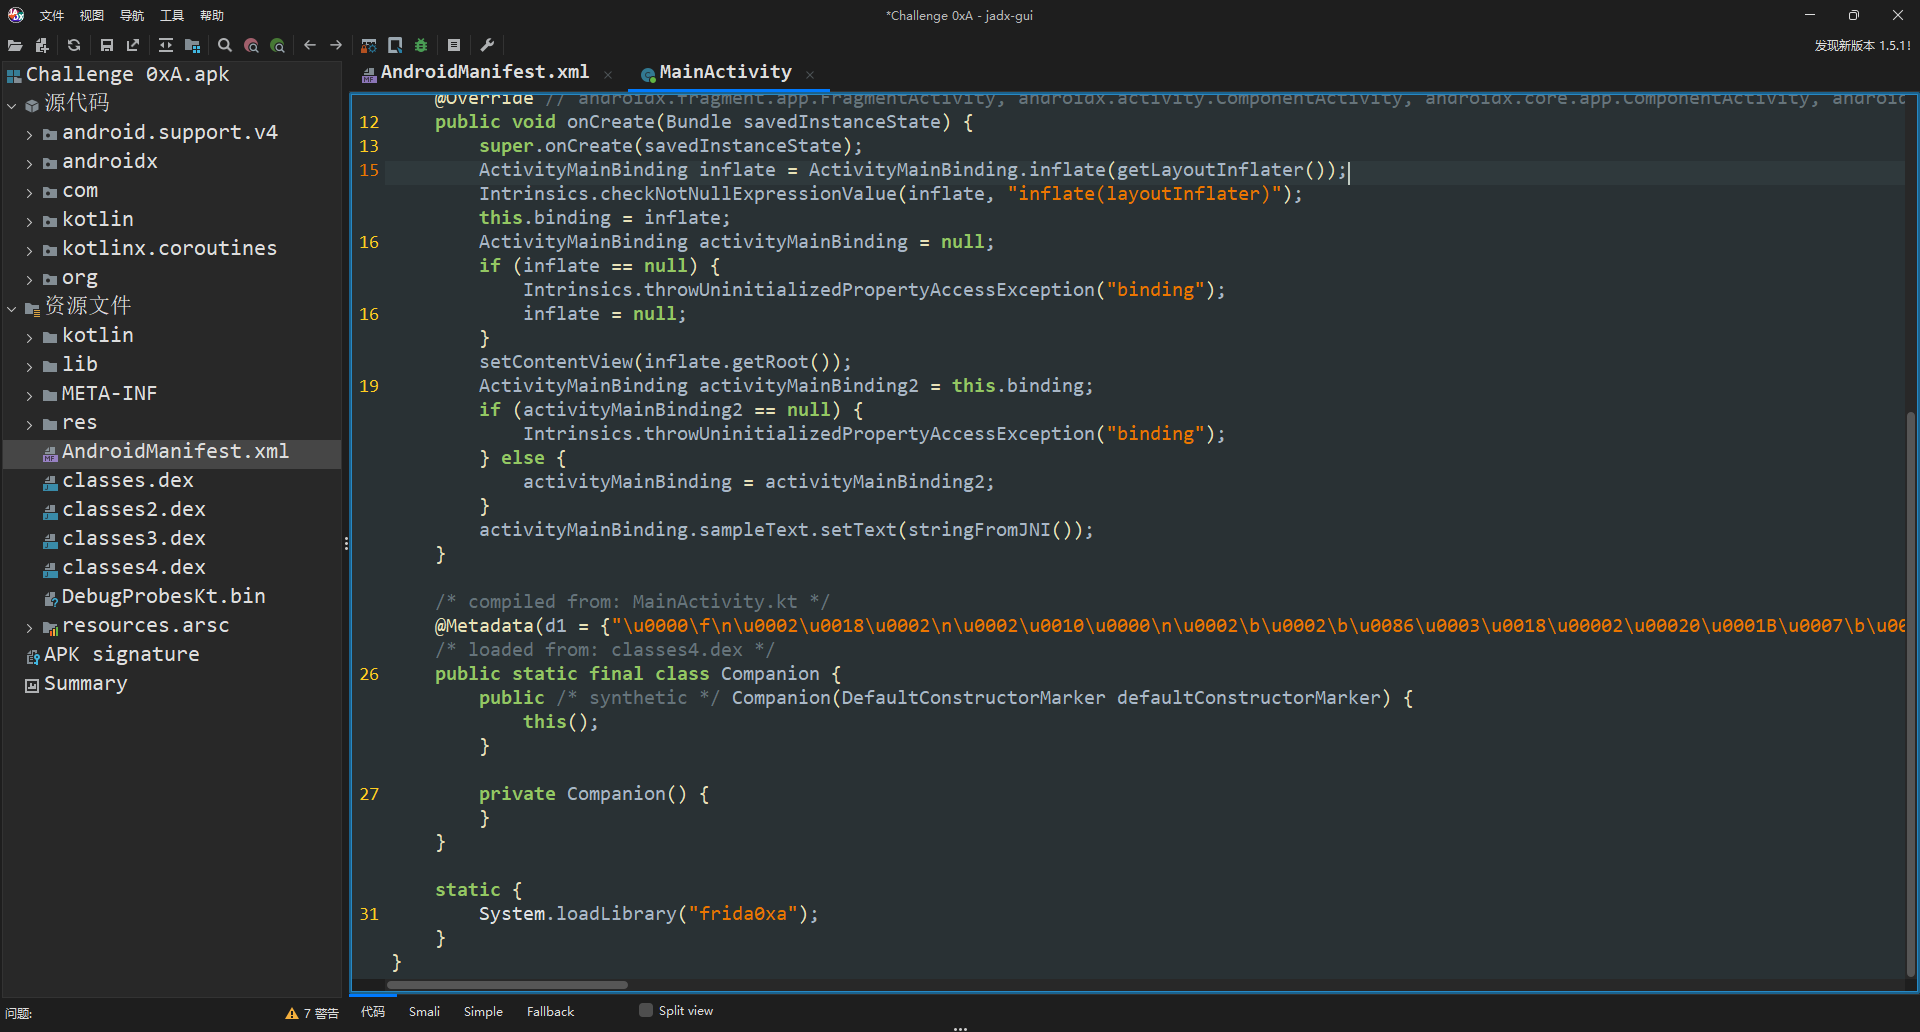 文件 视图 导航 工具 帮助
*Challenge 0xA - jadx-gui
发现新版本 1.5.1!
Challenge 0xA.apk
源代码
android.support.v4
androidx
com
kotlin
kotlinx.coroutines
org
资源文件
kotlin
lib
META-INF
res
AndroidManifest.xml
classes.dex
classes2.dex
classes3.dex
classes4.dex
DebugProbesKt.bin
resources.arsc
APK signature
Summary
AndroidManifest.xml MainActivity
@Override // androidx.fragment.app.FragmentActivity, androidx.activity.ComponentActivity, androidx.core.app.ComponentActivity, android
12 public void onCreate(Bundle savedInstanceState) {
13 super.onCreate(savedInstanceState);
15 ActivityMainBinding inflate = ActivityMainBinding.inflate(getLayoutInflater());
Intrinsics.checkNotNullExpressionValue(inflate, "inflate(layoutInflater)");
this.binding = inflate;
16 ActivityMainBinding activityMainBinding = null;
if (inflate == null) {
Intrinsics.throwUninitializedPropertyAccessException("binding");
16 inflate = null;
}
setContentView(inflate.getRoot());
19 ActivityMainBinding activityMainBinding2 = this.binding;
if (activityMainBinding2 == null) {
Intrinsics.throwUninitializedPropertyAccessException("binding");
} else {
activityMainBinding = activityMainBinding2;
}
activityMainBinding.sampleText.setText(stringFromJNI());
}
/* compiled from: MainActivity.kt */
@Metadata(d1 = {"\u0000\f\n\u0002\u0018\u0002\n\u0002\u0010\u0000\n\u0002\b\u0002\b\u0086\u0003\u0018\u00002\u00020\u0001B\u0007\b\u00
/* loaded from: classes4.dex */
26 public static final class Companion {
public /* synthetic */ Companion(DefaultConstructorMarker defaultConstructorMarker) {
this();
}
27 private Companion() {
}
}
static {
31 System.loadLibrary("frida0xa");
}
}
问题: 7 警告 代码 Smali Simple Fallback Split view